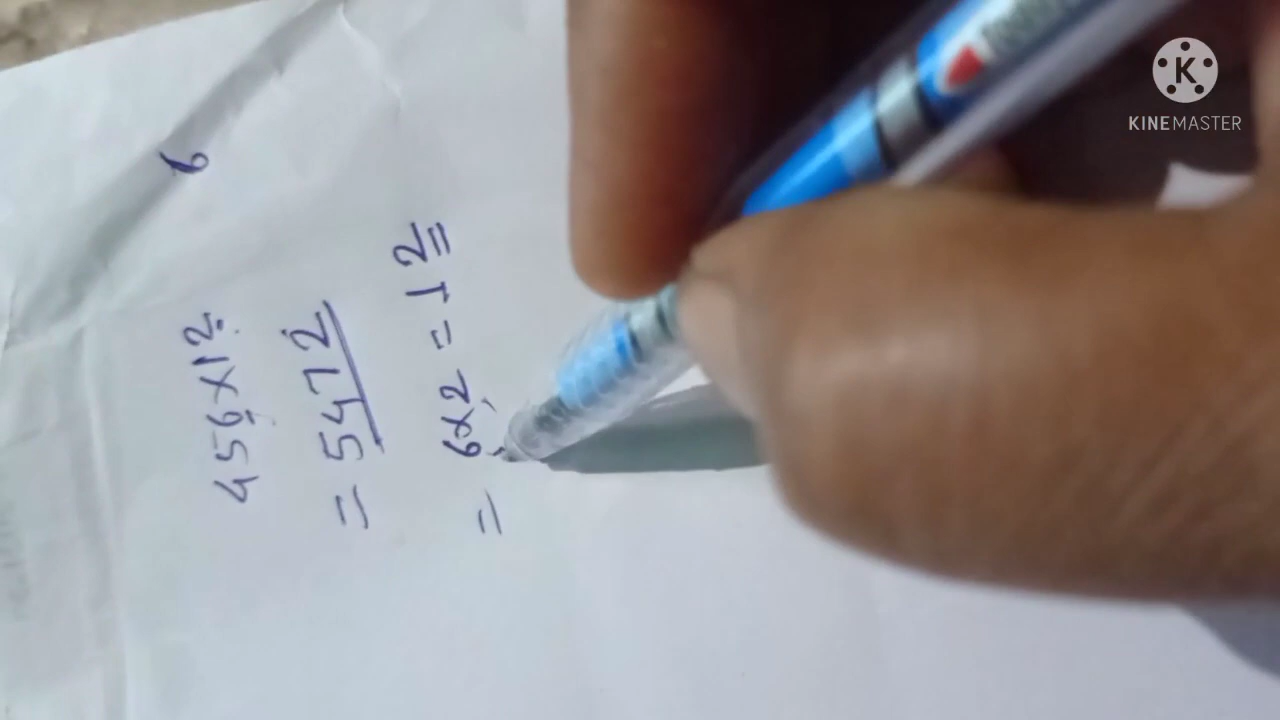 6
456×12
= 5472
6×2 = 12
=
K
KINEMASTER